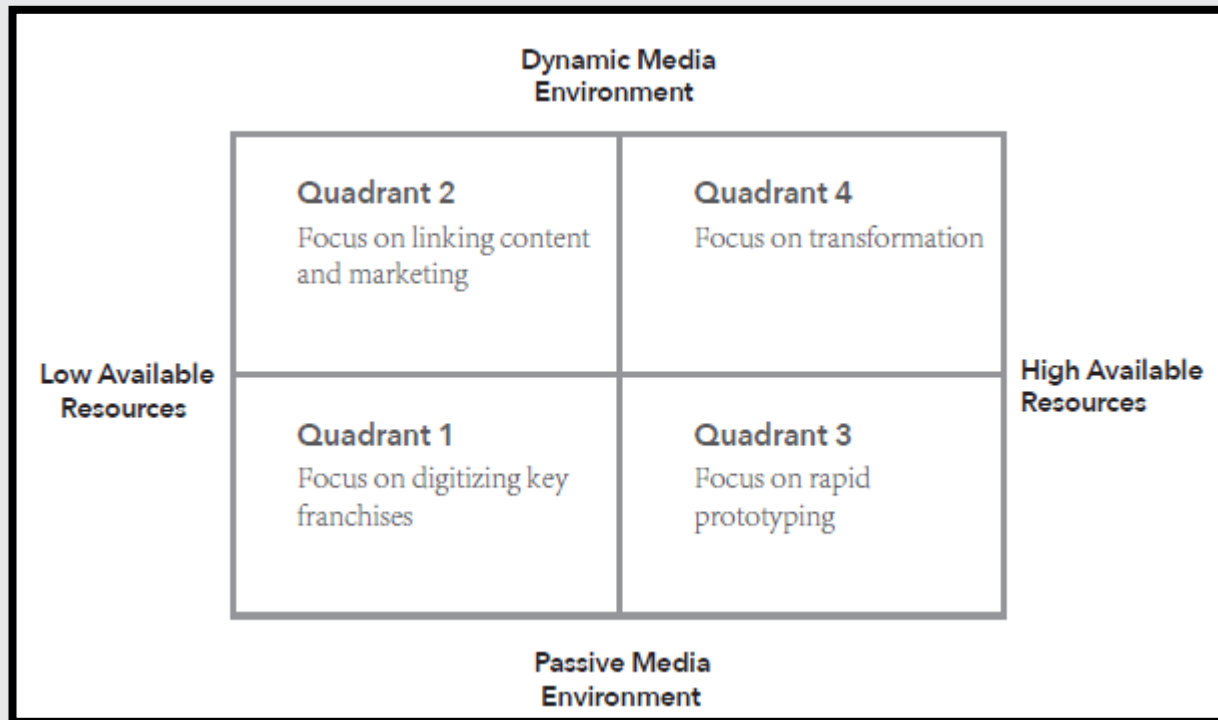 Dynamic Media
Environment
Quadrant 2
Focus on linking content
and marketing
Quadrant 4
Focus on transformation
Low Available
Resources
High Available
Resources
Quadrant 1
Focus on digitizing key
franchises
Quadrant 3
Focus on rapid
prototyping
Passive Media
Environment